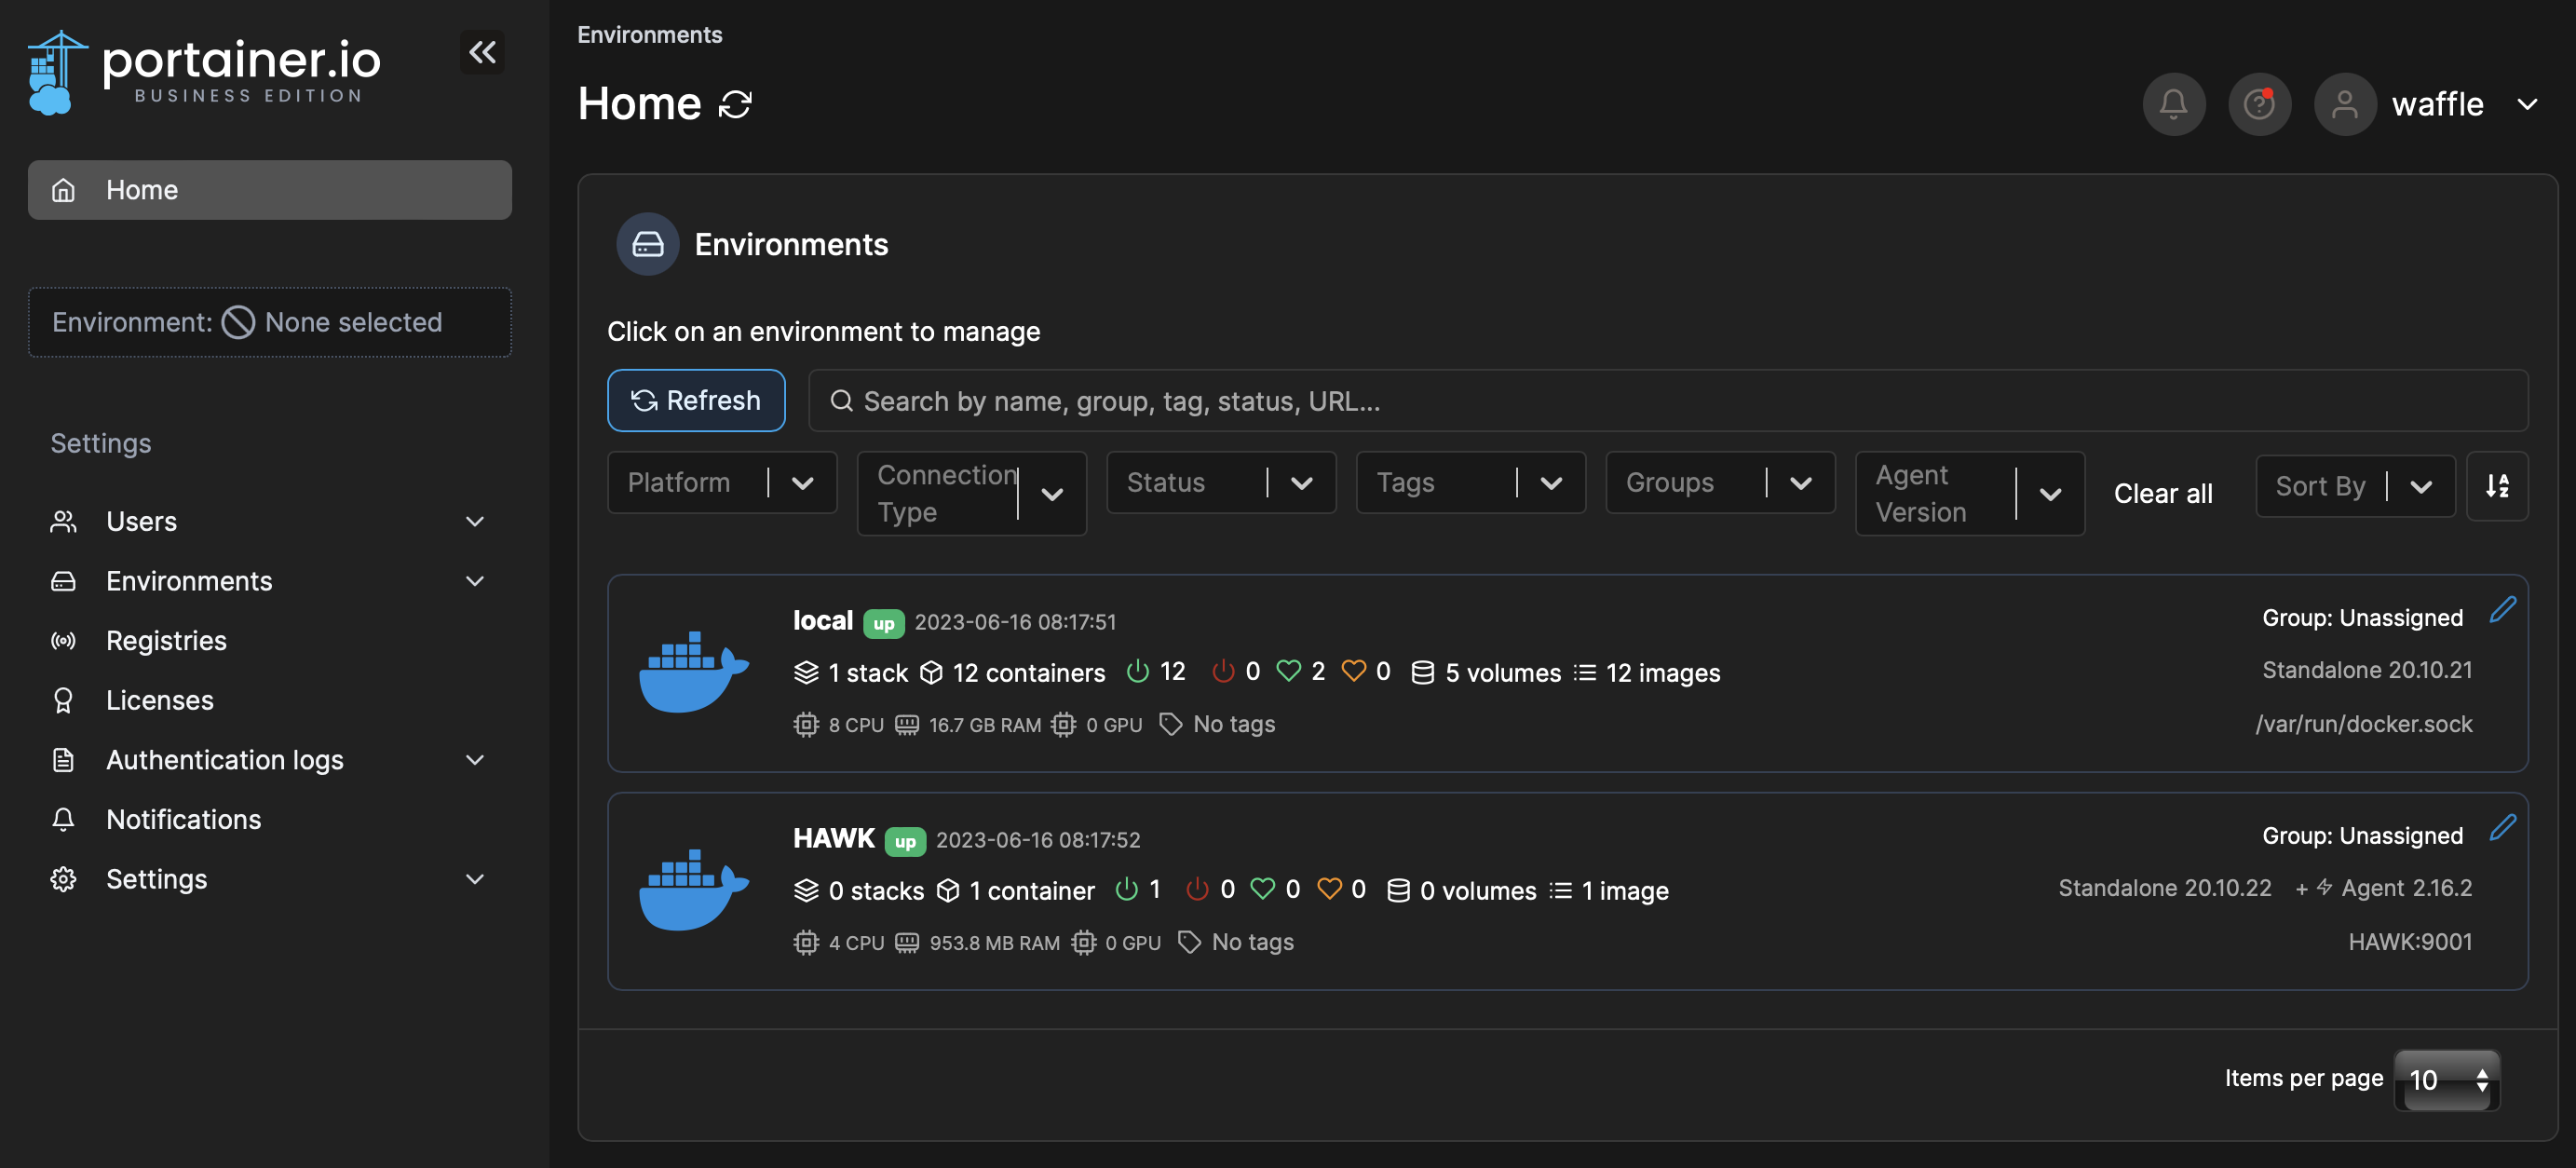 portainer.io
BUSINESS EDITION
Home
Environment: None selected
Settings
Users
Environments
Registries
Licenses
Authentication logs
Notifications
Settings
Environments
Home
waffle
Environments
Click on an environment to manage
Refresh
Search by name, group, tag, status, URL...
Platform
Connection Type
Status
Tags
Groups
Agent Version
Clear all
Sort By
local up 2023-06-16 08:17:51
Group: Unassigned
1 stack 12 containers 12 0 2 0 5 volumes 12 images
Standalone 20.10.21
8 CPU 16.7 GB RAM 0 GPU No tags
/var/run/docker.sock
HAWK up 2023-06-16 08:17:52
Group: Unassigned
0 stacks 1 container 1 0 0 0 0 volumes 1 image
Standalone 20.10.22 + Agent 2.16.2
4 CPU 953.8 MB RAM 0 GPU No tags
HAWK:9001
Items per page 10